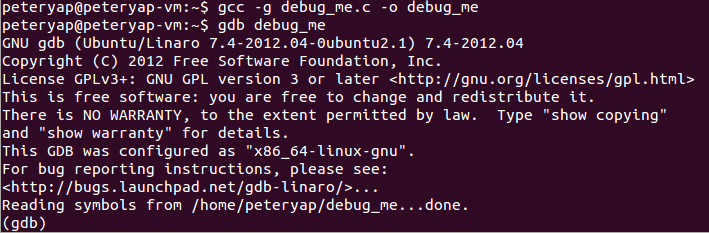 peteryap@peteryap-vm:~$ gcc -g debug_me.c -o debug_me
peteryap@peteryap-vm:~$ gdb debug_me
GNU gdb (Ubuntu/Linaro 7.4-2012.04-0ubuntu2.1) 7.4-2012.04
Copyright (C) 2012 Free Software Foundation, Inc.
License GPLv3+: GNU GPL version 3 or later <http://gnu.org/licenses/gpl.html>
This is free software: you are free to change and redistribute it.
There is NO WARRANTY, to the extent permitted by law.  Type "show copying"
and "show warranty" for details.
This GDB was configured as "x86_64-linux-gnu".
For bug reporting instructions, please see:
<http://bugs.launchpad.net/gdb-linaro/>...
Reading symbols from /home/peteryap/debug_me...done.
(gdb)